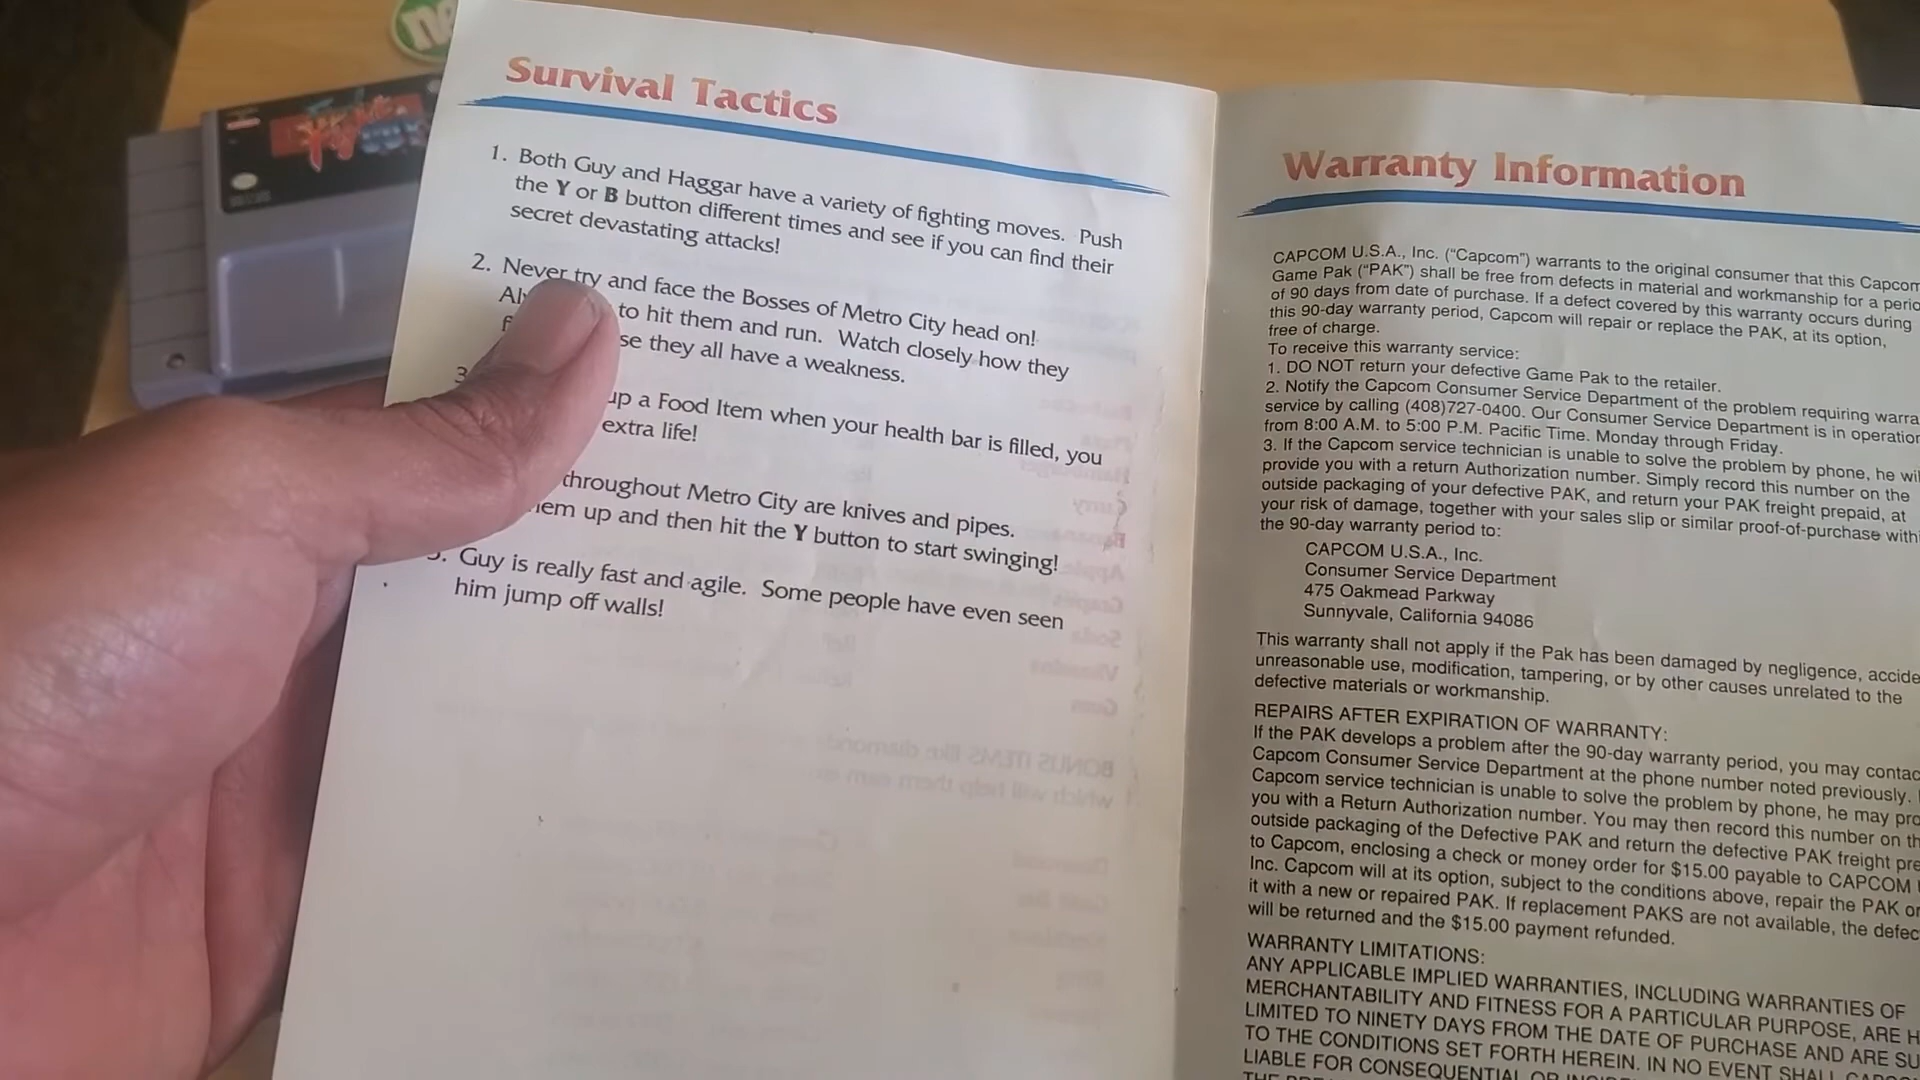 Survival Tactics
1. Both Guy and Haggar have a variety of fighting moves. Push
the Y or B button different times and see if you can find their
secret devastating attacks!
2. Never try and face the Bosses of Metro City head on!
to hit them and run. Watch closely how they
they all have a weakness.
3
up a Food Item when your health bar is filled, you
extra life!
throughout Metro City are knives and pipes.
up and then hit the Y button to start swinging!
Guy is really fast and agile. Some people have even seen
him jump off walls!
Warranty Information
CAPCOM U.S.A., Inc. ("Capcom") warrants to the original consumer that this Capcom
Game Pak ("PAK") shall be free from defects in material and workmanship for a
of 90 days from date of purchase. If a defect covered by this warranty occurs during
this 90-day warranty period, Capcom will repair or replace the PAK, at its option,
free of charge.
To receive this warranty service:
1. DO NOT return your defective Game Pak to the retailer.
2. Notify the Capcom Consumer Service Department of the problem requiring
service by calling (408)727-0400. Our Consumer Service Department is in
from 8:00 A.M. to 5:00 P.M. Pacific Time. Monday through Friday.
3. If the Capcom service technician is unable to solve the problem by phone, he
provide you with a return Authorization number. Simply record this number on the
outside packaging of your defective PAK, and return your PAK freight prepaid, at
your risk of damage, together with your sales slip or similar proof-of-purchase
the 90-day warranty period to:
CAPCOM U.S.A., Inc.
Consumer Service Department
475 Oakmead Parkway
Sunnyvale, California 94086
This warranty shall not apply if the Pak has been damaged by negligence,
unreasonable use, modification, tampering, or by other causes unrelated to the
defective materials or workmanship.
REPAIRS AFTER EXPIRATION OF WARRANTY:
If the PAK develops a problem after the 90-day warranty period, you may
Capcom Consumer Service Department at the phone number noted previously.
Capcom service technician is unable to solve the problem by phone, he may
you with a Return Authorization number. You may then record this number on
outside packaging of the Defective PAK and return the defective PAK freight
to Capcom, enclosing a check or money order for $15.00 payable to CAPCOM
Inc. Capcom will at its option, subject to the conditions above, repair the PAK
it with a new or repaired PAK. If replacement PAKS are not available, the
will be returned and the $15.00 payment refunded.
WARRANTY LIMITATIONS:
ANY APPLICABLE IMPLIED WARRANTIES, INCLUDING WARRANTIES OF
MERCHANTABILITY AND FITNESS FOR A PARTICULAR PURPOSE, ARE
LIMITED TO NINETY DAYS FROM THE DATE OF PURCHASE AND ARE
TO THE CONDITIONS SET FORTH HEREIN. IN NO EVENT SHALL
LIABLE FOR CONSEQUENTIAL OR